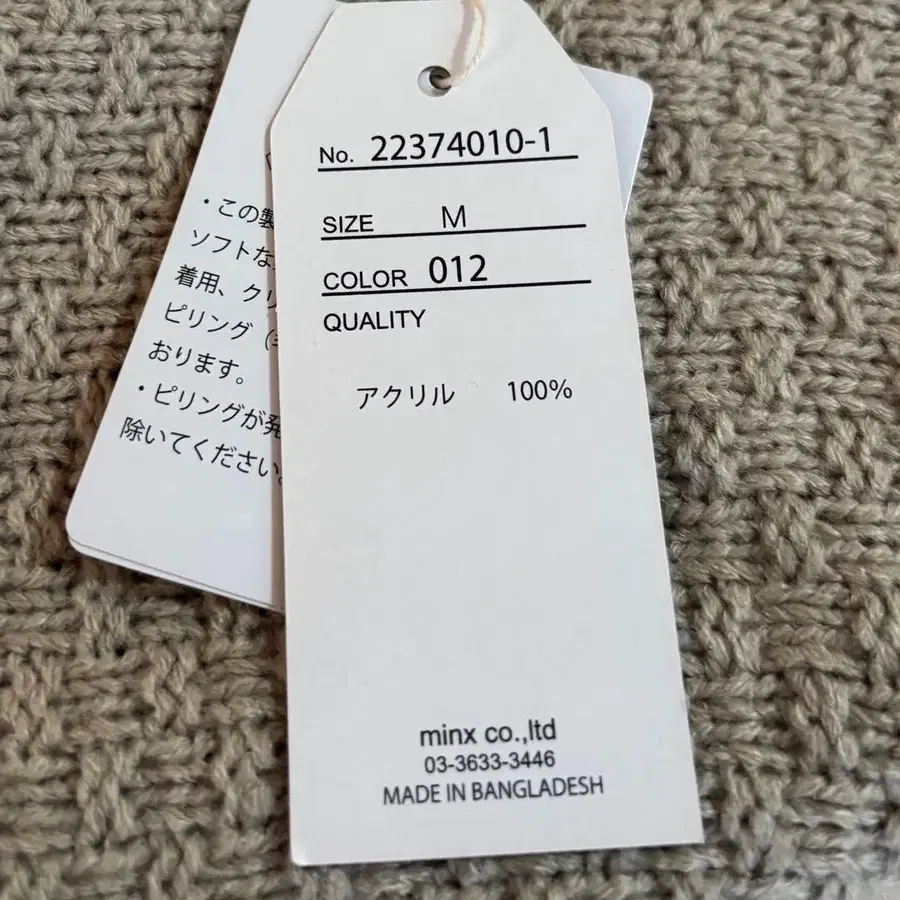 No. 22374010-1
SIZE M
COLOR 012
QUALITY
アクリル 100%
minx co.,ltd
03-3633-3446
MADE IN BANGLADESH
・この製
ソフトな
着用、クリ
ピリング
おります。
・ピリングが発
除いてください。